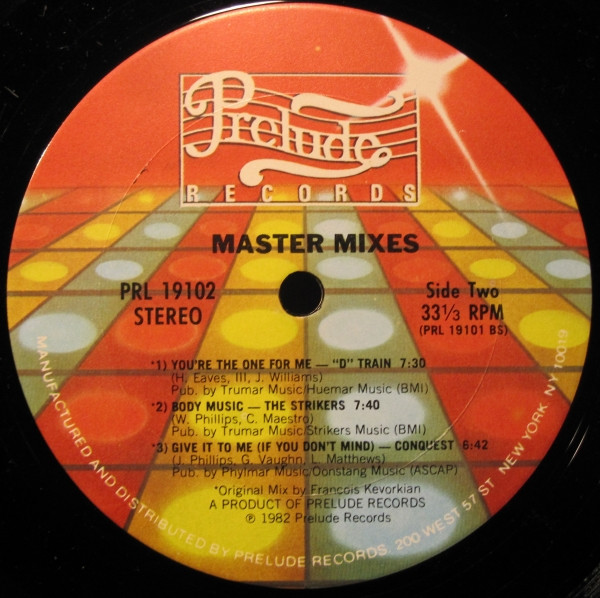 Prelude
RECORDS
MASTER MIXES
PRL 19102
STEREO
Side Two
33 1/3 RPM
(PRL 19101 BS)
*1) YOU'RE THE ONE FOR ME — "D" TRAIN 7:30
(H. Eaves, III, J. Williams)
Pub. by Trumar Music/Huemar Music (BMI)
*2) BODY MUSIC — THE STRIKERS 7:40
(W. Phillips, C. Maestro)
Pub. by Trumar Music/Strikers Music (BMI)
*3) GIVE IT TO ME (IF YOU DON'T MIND) — CONQUEST 6:42
(J. Phillips, G. Vaughn, L. Matthews)
Pub. by Phylmar Music/Oonstang Music (ASCAP)
*Original Mix by Francois Kevorkian
A PRODUCT OF PRELUDE RECORDS
℗ 1982 Prelude Records
MANUFACTURED AND DISTRIBUTED BY PRELUDE RECORDS, 200 WEST 57 ST NEW YORK, N.Y. 10019